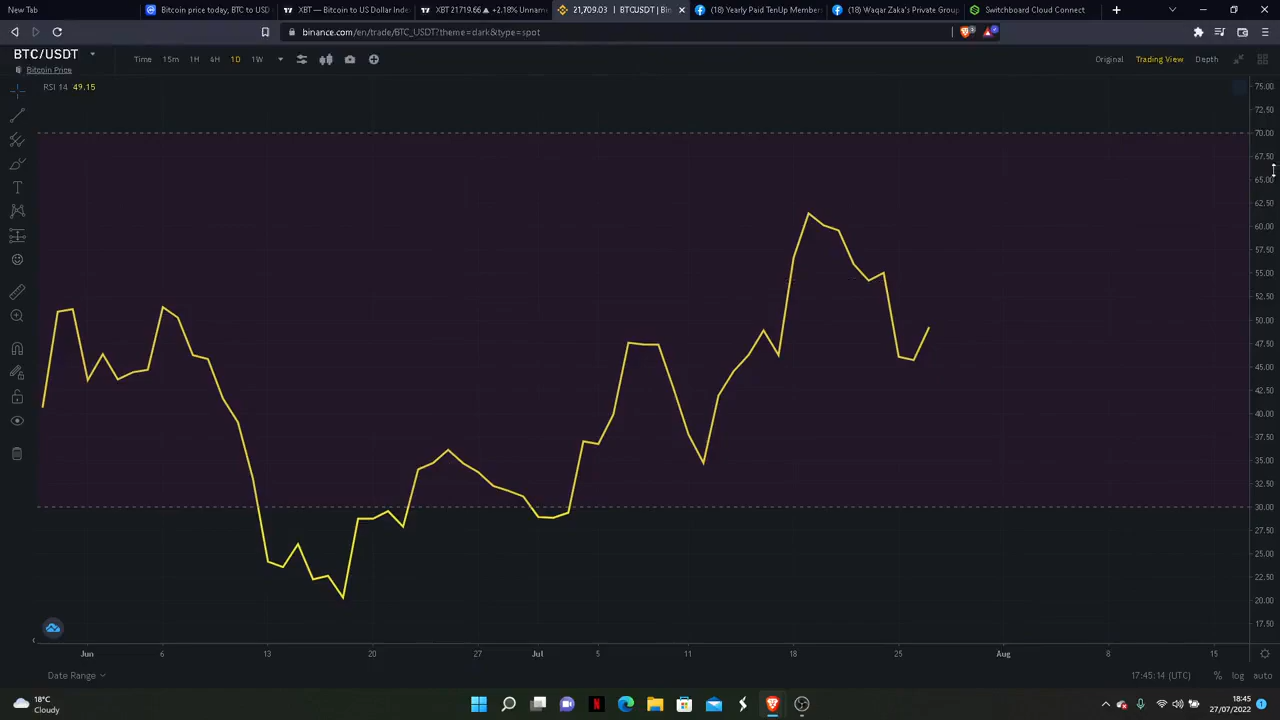 New Tab
Bitcoin price today, BTC to USD
XBT — Bitcoin to US Dollar Inde
XBT 21719.66 ▲ +2.18% Unnam
21,709.03 | BTCUSDT | Bin
(18) Yearly Paid TenUp Member
(18) Waqar Zaka's Private Group
Switchboard Cloud Connect
binance.com/en/trade/BTC_USDT?theme=dark&type=spot
BTC/USDT
Bitcoin Price
Time 15m 1H 4H 1D 1W
Original Trading View Depth
RSI 14 49.15
75.00
72.50
70.00
67.50
65.00
62.50
60.00
57.50
55.00
52.50
50.00
47.50
45.00
42.50
40.00
37.50
35.00
32.50
30.00
27.50
25.00
22.50
20.00
17.50
Jun 6 13 20 27 Jul 5 11 18 25 Aug 8 15
Date Range
17:45:14 (UTC) % log auto
18°C
Cloudy
18:45
27/07/2022